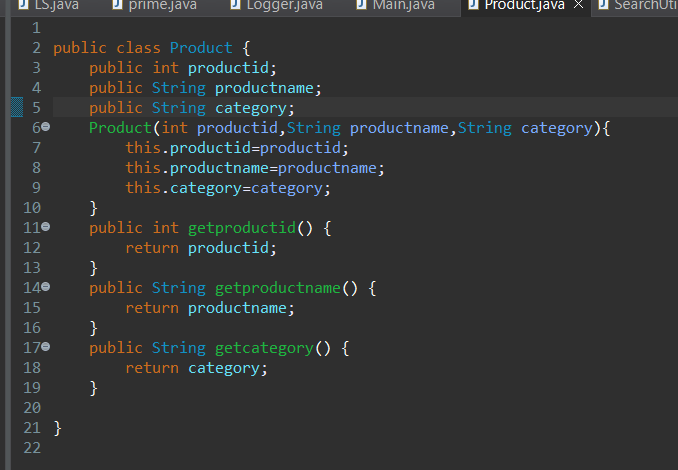 LS.java prime.java Logger.java Main.java Product.java SearchUti
1
2 public class Product {
3     public int productid;
4     public String productname;
5     public String category;
6     Product(int productid,String productname,String category){
7         this.productid=productid;
8         this.productname=productname;
9         this.category=category;
10     }
11     public int getproductid() {
12         return productid;
13     }
14     public String getproductname() {
15         return productname;
16     }
17     public String getcategory() {
18         return category;
19     }
20
21 }
22